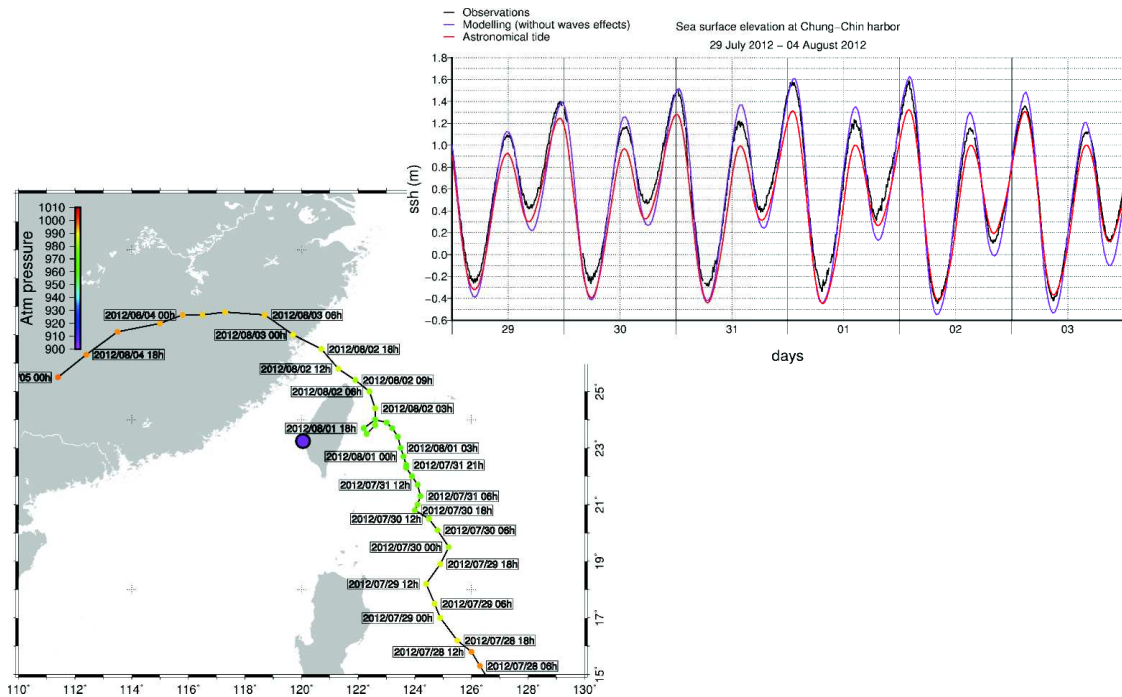 Observations
Modelling (without waves effects)
Astronomical tide
Sea surface elevation at Chung−Chin harbor
29 July 2012 − 04 August 2012
ssh (m)
1.8
1.6
1.4
1.2
1.0
0.8
0.6
0.4
0.2
0.0
−0.2
−0.4
−0.6
29
30
31
01
02
03
days
Atm pressure
1010
1000
990
980
970
960
950
940
930
920
910
900
2012/08/04 00h
2012/08/03 06h
2012/08/03 00h
2012/08/04 18h
2012/08/02 18h
2012/08/02 12h
/05 00h
2012/08/02 09h
2012/08/02 06h
2012/08/02 03h
2012/08/01 18h
2012/08/01 03h
2012/08/01 00h
2012/07/31 21h
2012/07/31 12h
2012/07/31 06h
2012/07/30 18h
2012/07/30 12h
2012/07/30 06h
2012/07/30 00h
2012/07/29 18h
2012/07/29 12h
2012/07/29 06h
2012/07/29 00h
2012/07/28 18h
2012/07/28 12h
2012/07/28 06h
25°
23°
21°
19°
17°
15°
110°
112°
114°
116°
118°
120°
122°
124°
126°
128°
130°